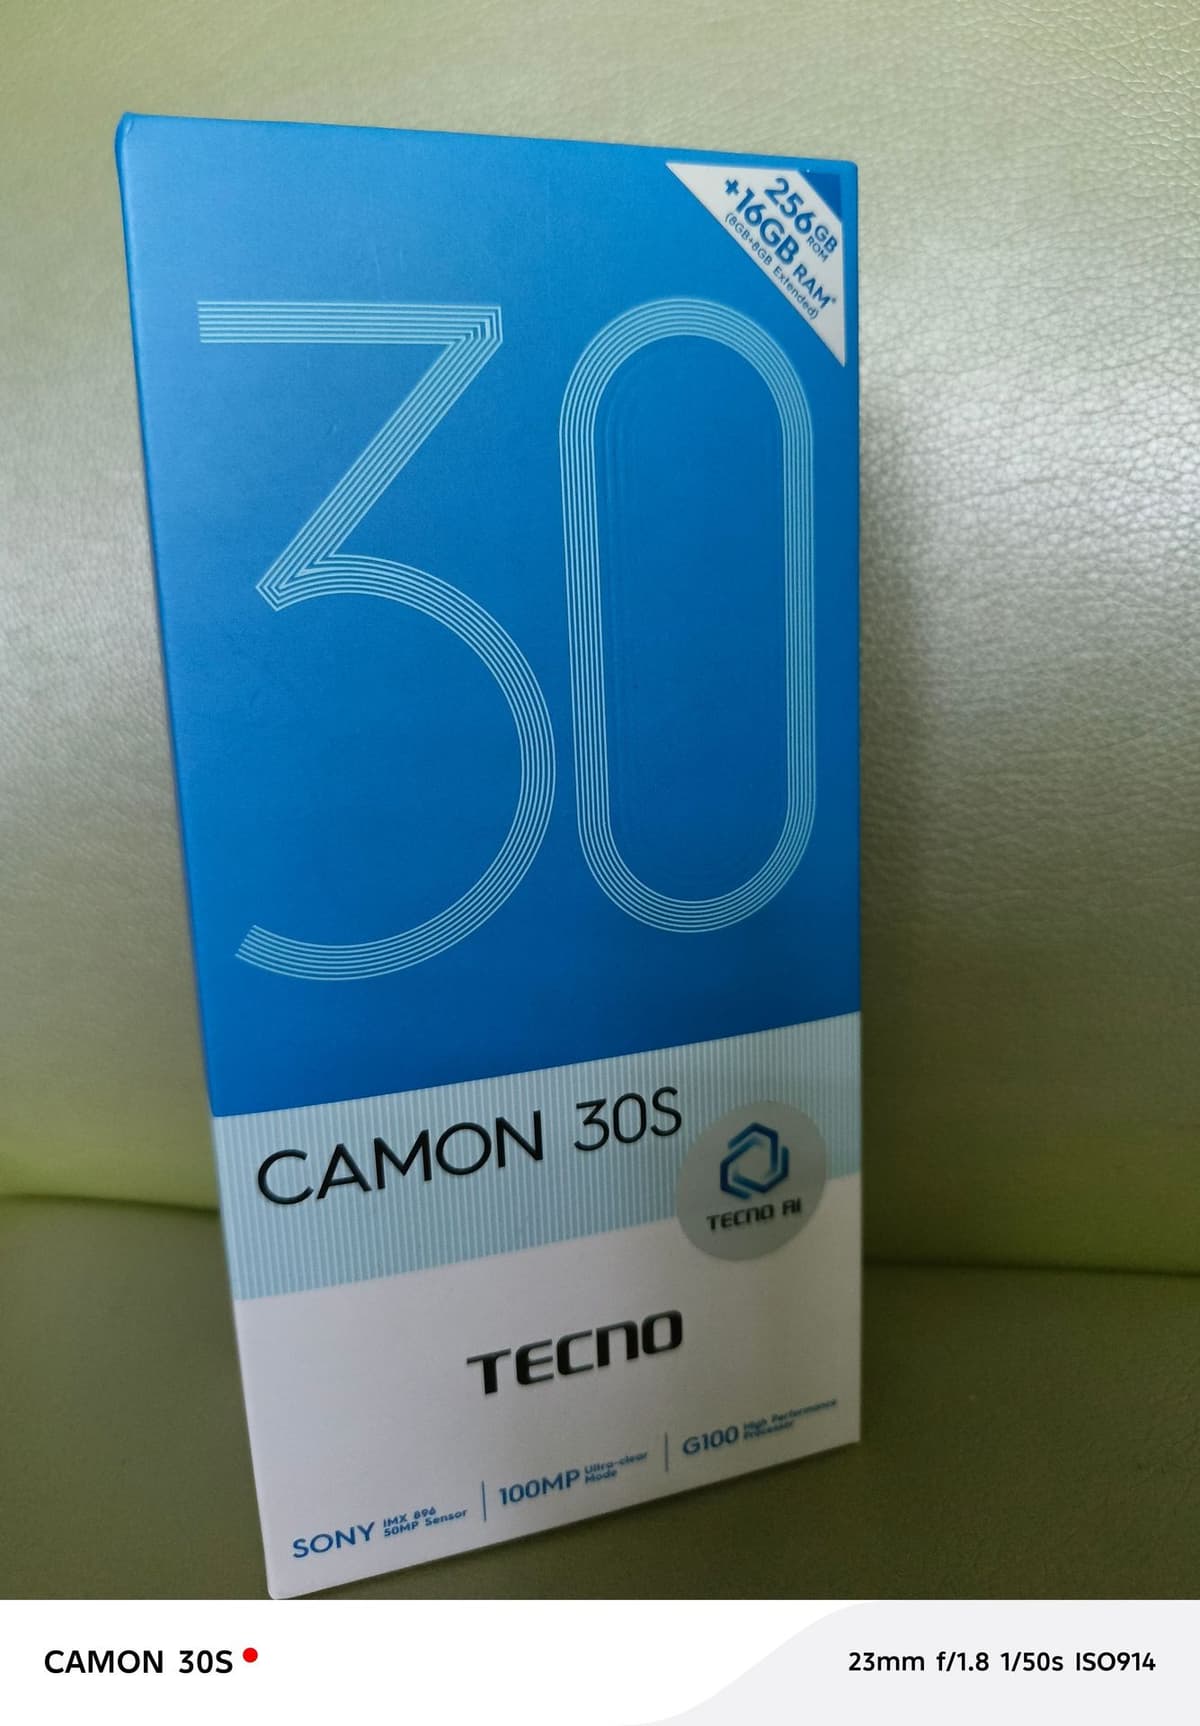 256GB ROM
+16GB RAM*
(8GB+8GB Extended)
30
CAMON 30S
TECNO AI
TECNO
SONY IMX 896 50MP Sensor
100MP Ultra-clear Mode
G100 High Performance Processor
CAMON 30S
23mm f/1.8 1/50s ISO914